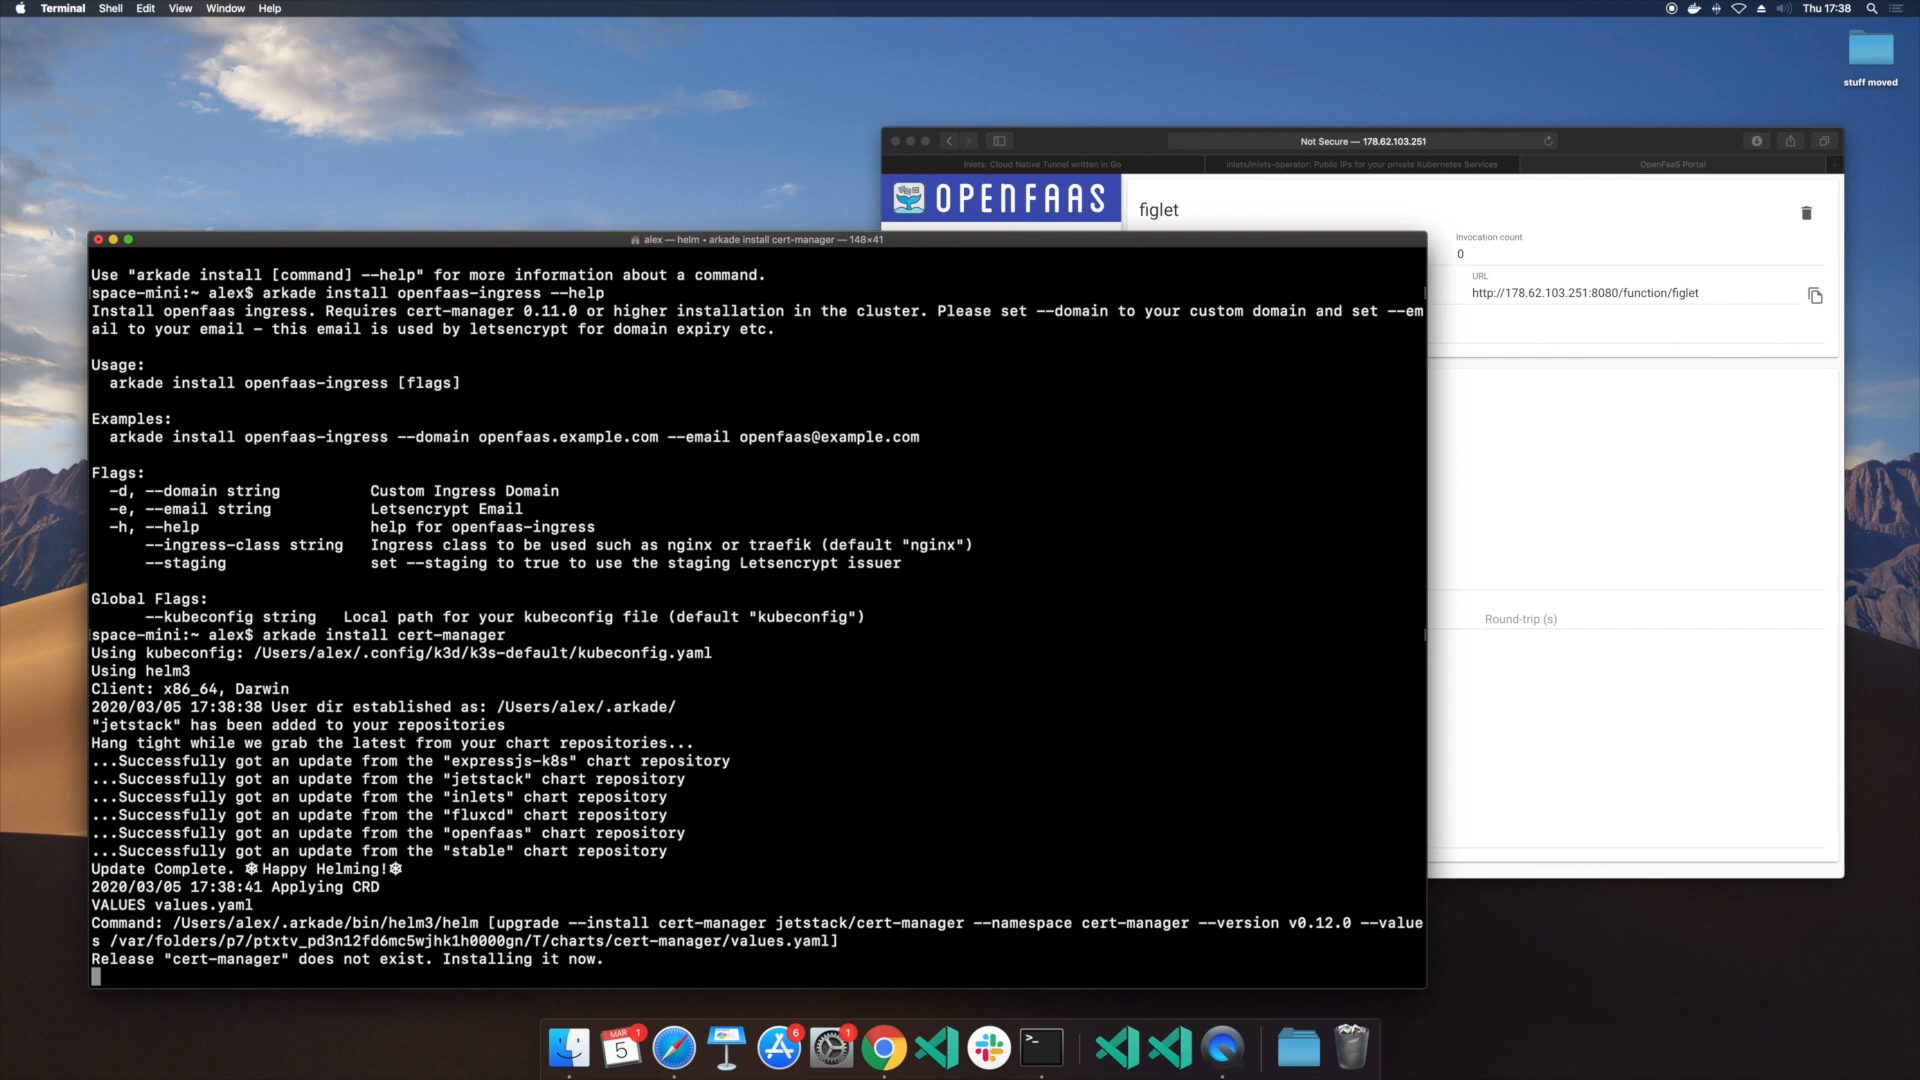 Terminal Shell Edit View Window Help
Thu 17:38
stuff moved
Not Secure — 178.62.103.251
Inlets: Cloud Native Tunnel written in Go
inlets/inlets-operator: Public IPs for your private Kubernetes Services
OpenFaaS Portal
OPENFAAS
figlet
Invocation count
0
URL
http://178.62.103.251:8080/function/figlet
Round-trip (s)
alex — helm • arkade install cert-manager — 148×41
Use "arkade install [command] --help" for more information about a command.
[space-mini:~ alex$ arkade install openfaas-ingress --help ]
Install openfaas ingress. Requires cert-manager 0.11.0 or higher installation in the cluster. Please set --domain to your custom domain and set --em
ail to your email - this email is used by letsencrypt for domain expiry etc.
Usage:
arkade install openfaas-ingress [flags]
Examples:
arkade install openfaas-ingress --domain openfaas.example.com --email openfaas@example.com
Flags:
-d, --domain string Custom Ingress Domain
-e, --email string Letsencrypt Email
-h, --help help for openfaas-ingress
--ingress-class string Ingress class to be used such as nginx or traefik (default "nginx")
--staging set --staging to true to use the staging Letsencrypt issuer
Global Flags:
--kubeconfig string Local path for your kubeconfig file (default "kubeconfig")
[space-mini:~ alex$ arkade install cert-manager ]
Using kubeconfig: /Users/alex/.config/k3d/k3s-default/kubeconfig.yaml
Using helm3
Client: x86_64, Darwin
2020/03/05 17:38:38 User dir established as: /Users/alex/.arkade/
"jetstack" has been added to your repositories
Hang tight while we grab the latest from your chart repositories...
...Successfully got an update from the "expressjs-k8s" chart repository
...Successfully got an update from the "jetstack" chart repository
...Successfully got an update from the "inlets" chart repository
...Successfully got an update from the "fluxcd" chart repository
...Successfully got an update from the "openfaas" chart repository
...Successfully got an update from the "stable" chart repository
Update Complete. ⎈Happy Helming!⎈
2020/03/05 17:38:41 Applying CRD
VALUES values.yaml
Command: /Users/alex/.arkade/bin/helm3/helm [upgrade --install cert-manager jetstack/cert-manager --namespace cert-manager --version v0.12.0 --value
s /var/folders/p7/ptxtv_pd3n12fd6mc5wjhk1h0000gn/T/charts/cert-manager/values.yaml]
Release "cert-manager" does not exist. Installing it now.
MAR 1
5
6
1
>_